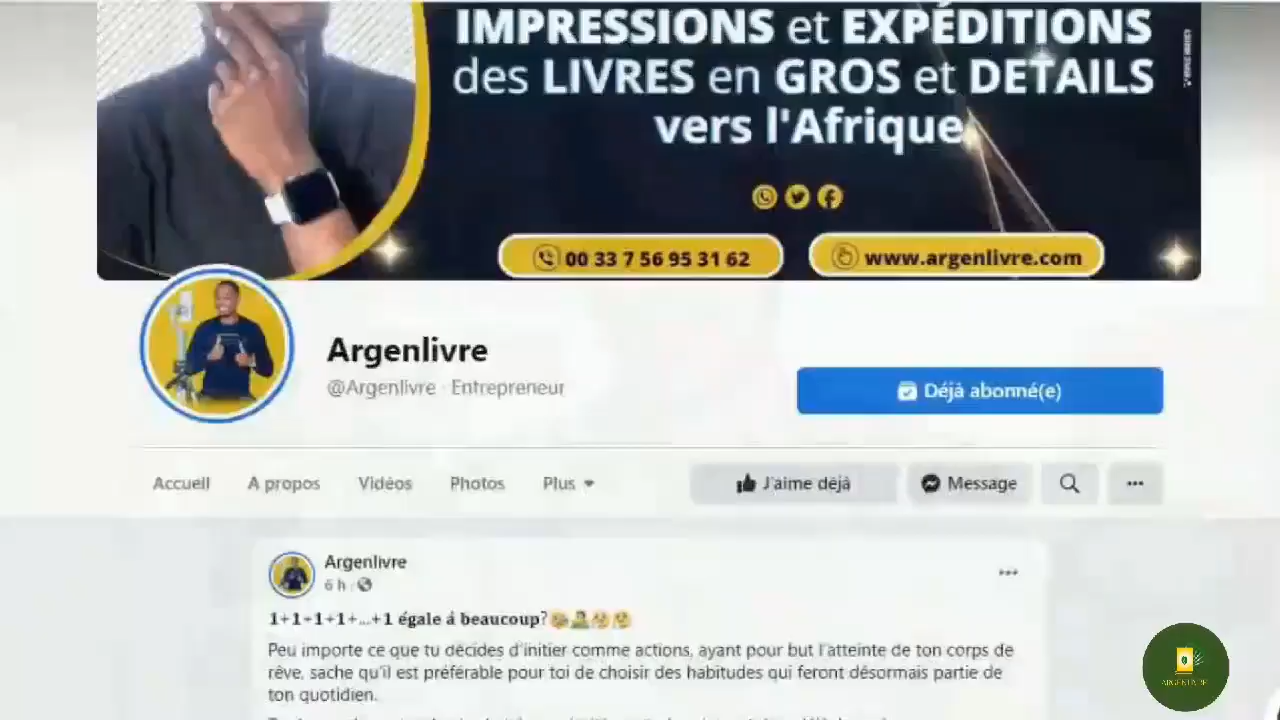 IMPRESSIONS et EXPÉDITIONS
des LIVRES en GROS et DETAILS
vers l'Afrique
00 33 7 56 95 31 62
www.argenlivre.com
Argenlivre
@Argenlivre · Entrepreneur
Déjà abonné(e)
Accueil
A propos
Vidéos
Photos
Plus
J'aime déjà
Message
Argenlivre
6 h ·
1+1+1+1+...+1 égale á beaucoup?
Peu importe ce que tu décides d'initier comme actions, ayant pour but l'atteinte de ton corps de
rêve, sache qu'il est préférable pour toi de choisir des habitudes qui feront désormais partie de
ton quotidien.
ARGENLIVRE